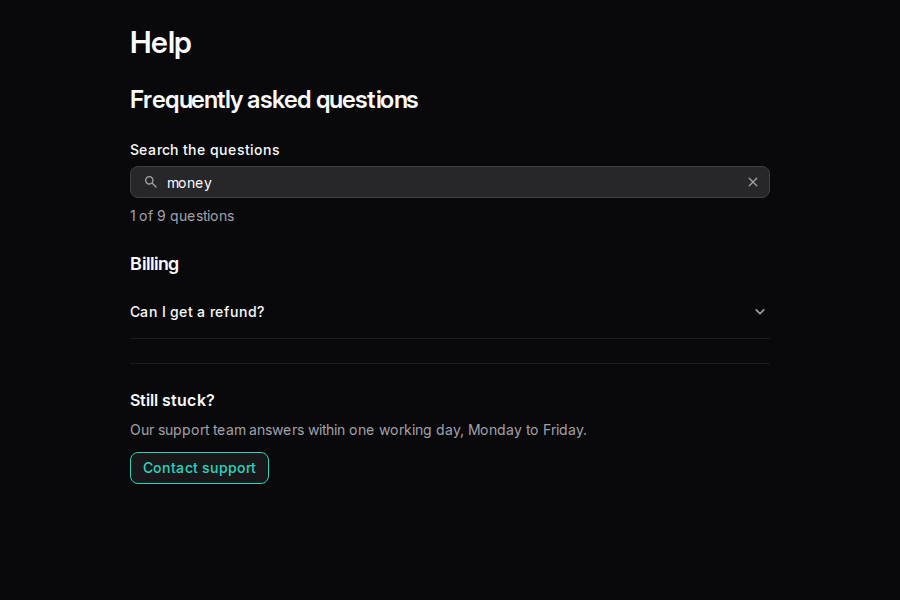 Help
Frequently asked questions
Search the questions
money
1 of 9 questions
Billing
Can I get a refund?
Still stuck?
Our support team answers within one working day, Monday to Friday.
Contact support